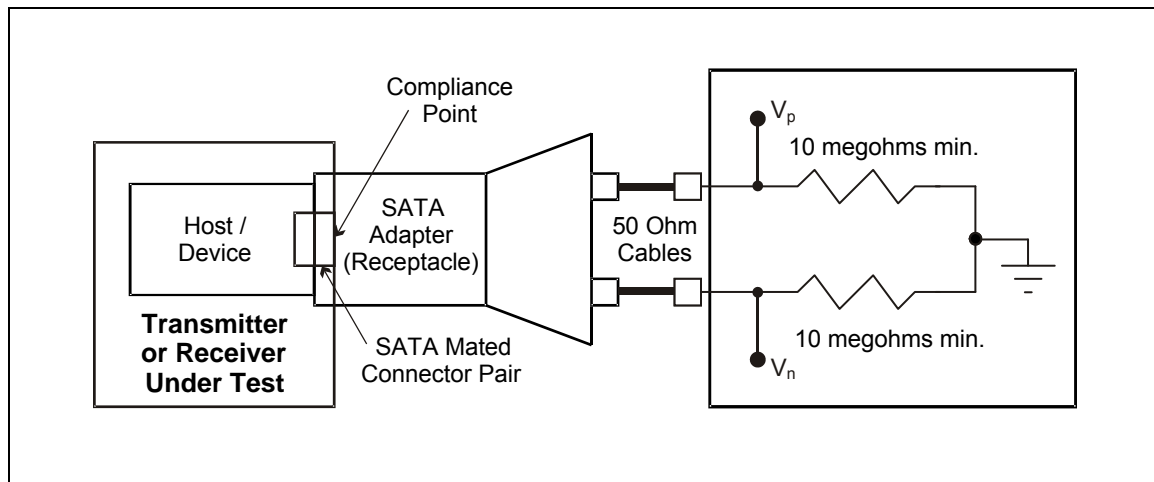 Compliance
Point
Host /
Device
SATA
Adapter
(Receptacle)
Transmitter
or Receiver
Under Test
SATA Mated
Connector Pair
50 Ohm
Cables
Vp
10 megohms min.
10 megohms min.
Vn